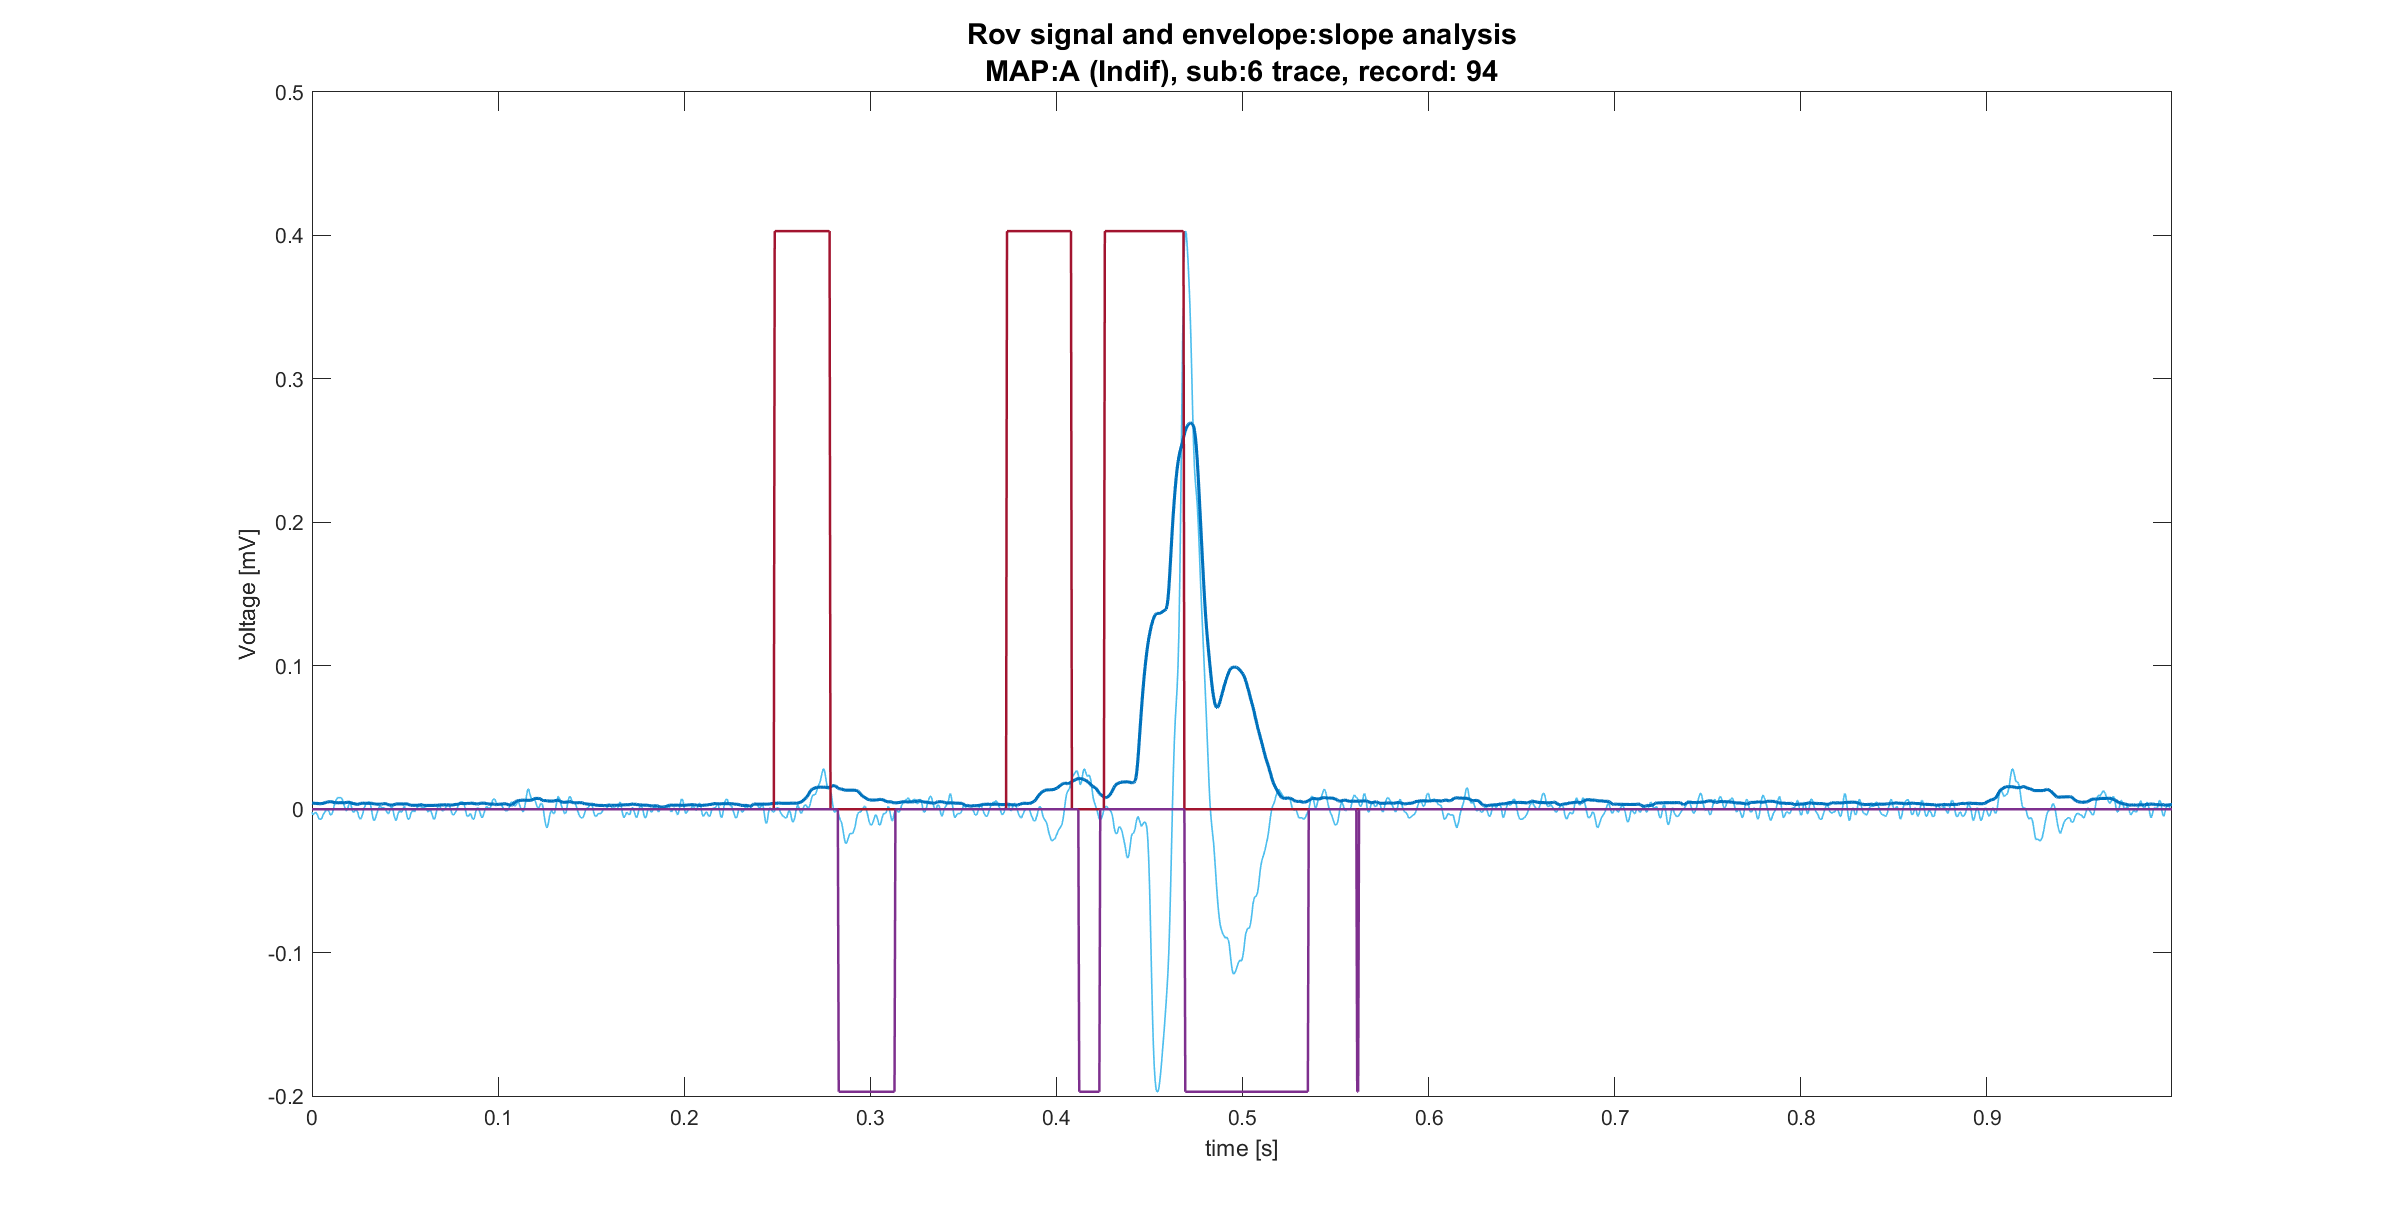 Rov signal and envelope:slope analysis
MAP:A (Indif), sub:6 trace, record: 94
0.5
0.4
0.3
0.2
0.1
0
-0.1
-0.2
Voltage [mV]
0 0.1 0.2 0.3 0.4 0.5 0.6 0.7 0.8 0.9
time [s]